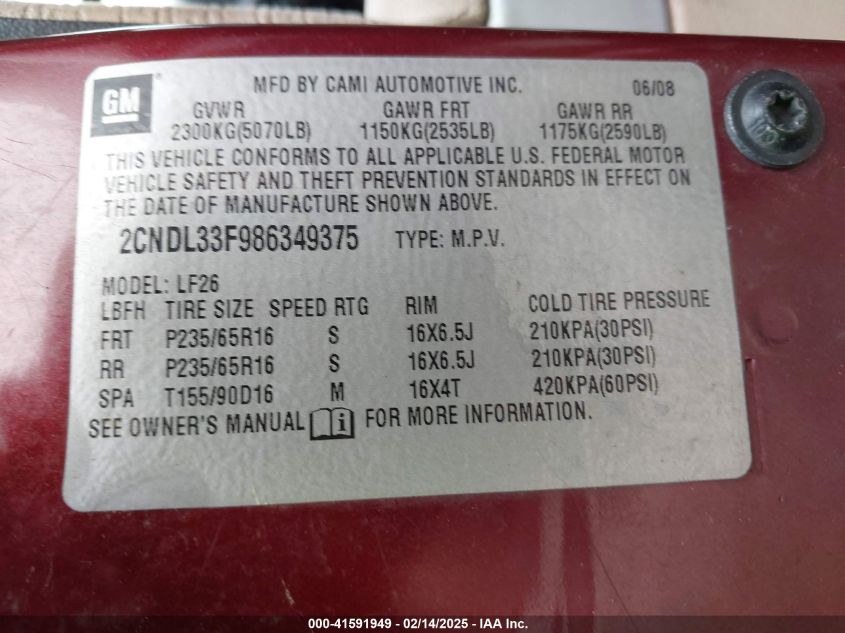 GM
MFD BY CAMI AUTOMOTIVE INC. 06/08
GVWR GAWR FRT GAWR RR
2300KG(5070LB) 1150KG(2535LB) 1175KG(2590LB)
THIS VEHICLE CONFORMS TO ALL APPLICABLE U.S. FEDERAL MOTOR
VEHICLE SAFETY AND THEFT PREVENTION STANDARDS IN EFFECT ON
THE DATE OF MANUFACTURE SHOWN ABOVE.
2CNDL33F986349375 TYPE: M.P.V.
MODEL: LF26
LBFH TIRE SIZE SPEED RTG RIM COLD TIRE PRESSURE
FRT P235/65R16 S 16X6.5J 210KPA(30PSI)
RR P235/65R16 S 16X6.5J 210KPA(30PSI)
SPA T155/90D16 M 16X4T 420KPA(60PSI)
SEE OWNER'S MANUAL i FOR MORE INFORMATION.
000-41591949 - 02/14/2025 - IAA Inc.